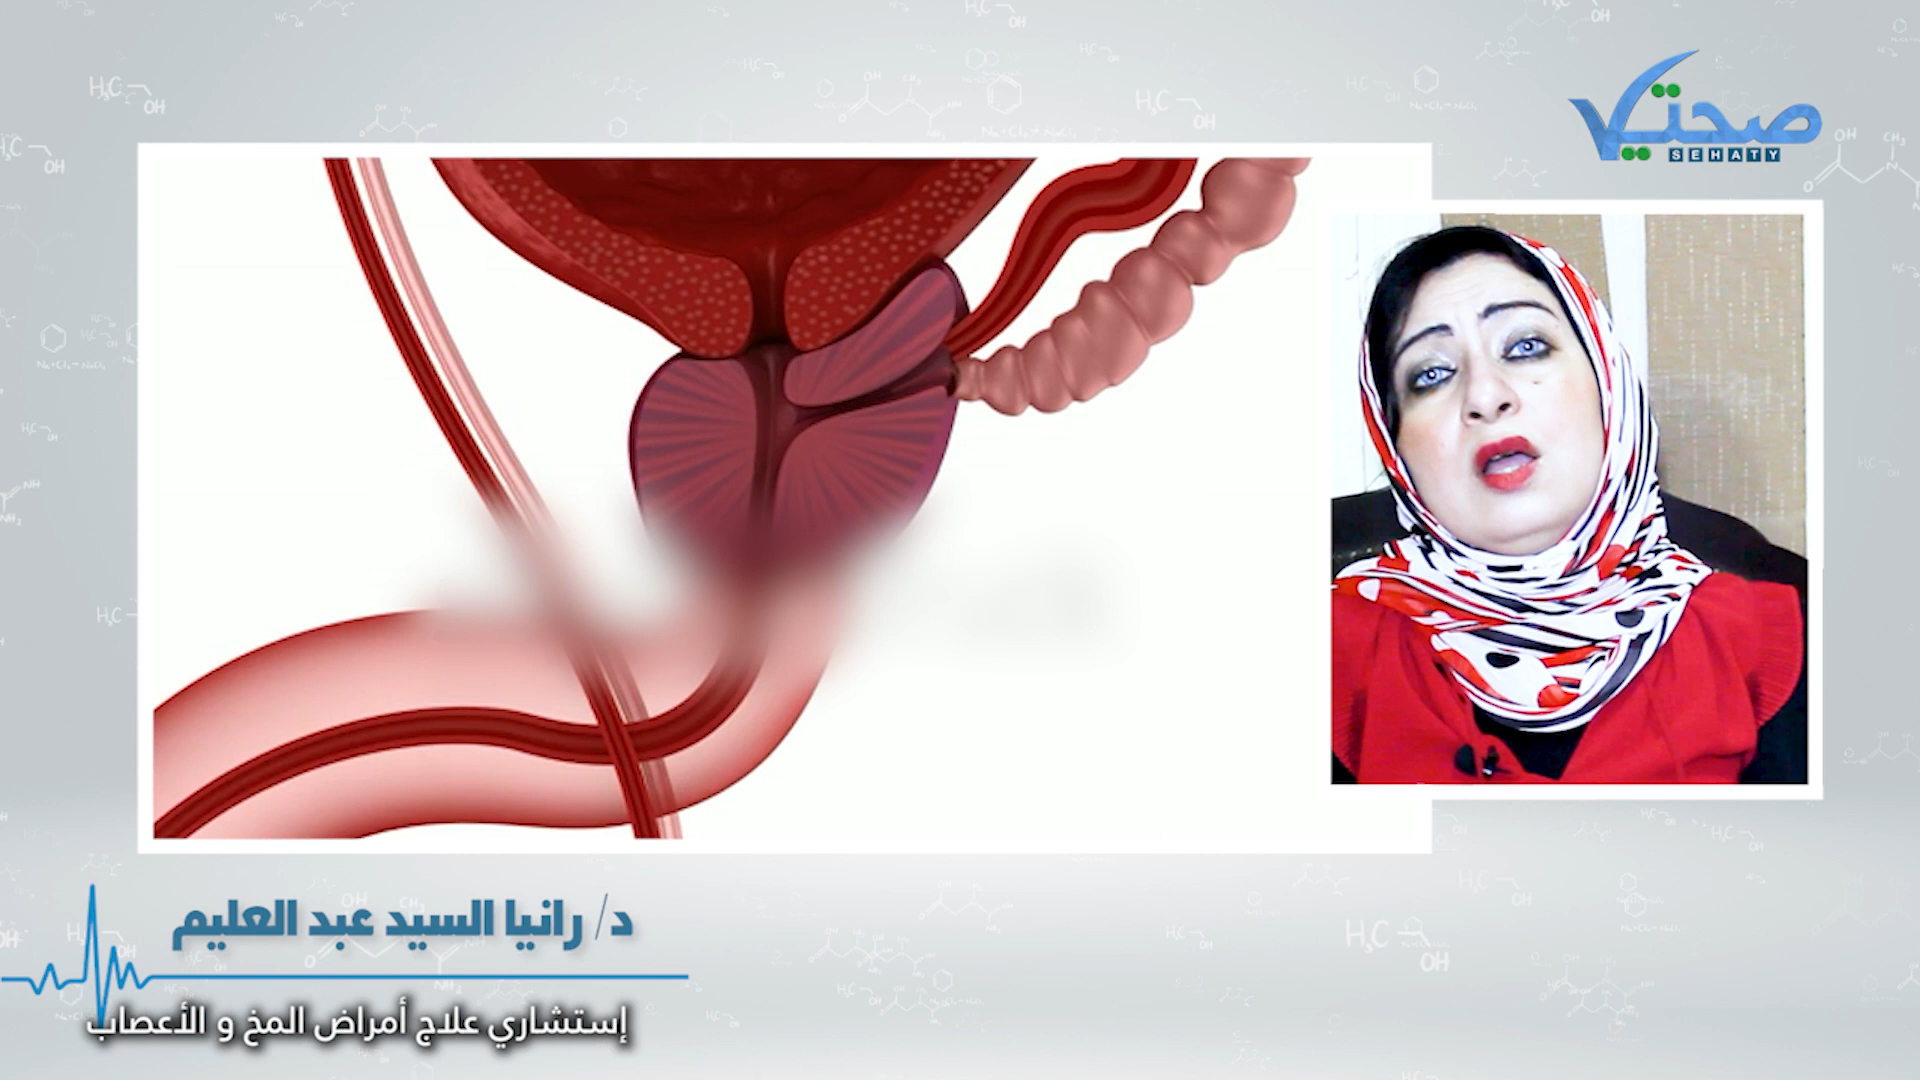 صحتي
SEHATY
د/ رانيا السيد عبد العليم
إستشاري علاج أمراض المخ و الأعصاب